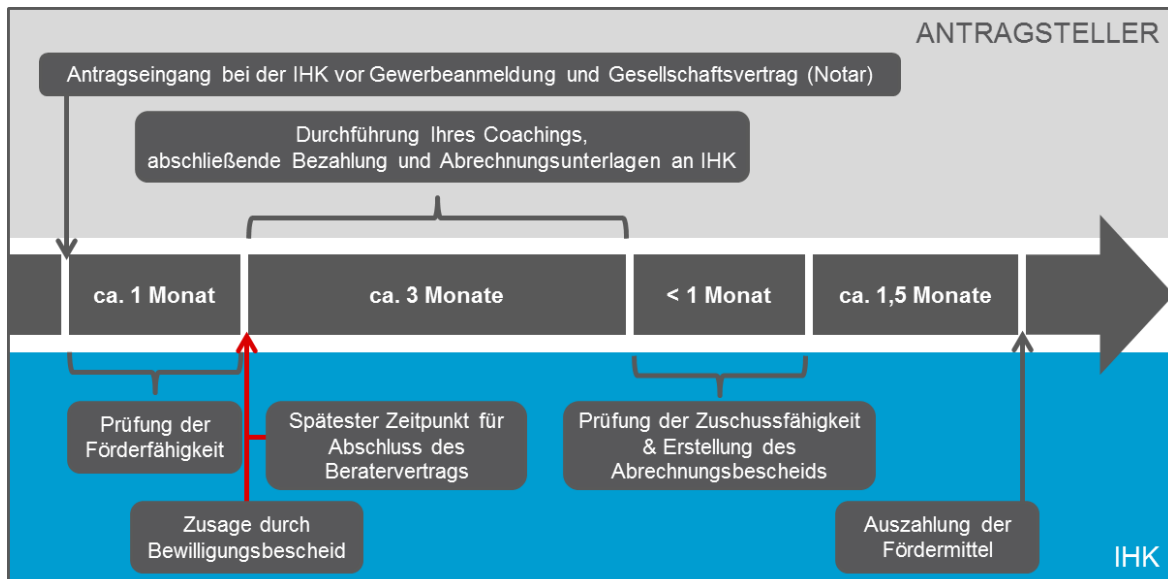 ANTRAGSTELLER
Antragseingang bei der IHK vor Gewerbeanmeldung und Gesellschaftsvertrag (Notar)
Durchführung Ihres Coachings,
abschließende Bezahlung und Abrechnungsunterlagen an IHK
ca. 1 Monat
ca. 3 Monate
< 1 Monat
ca. 1,5 Monate
Prüfung der
Förderfähigkeit
Spätester Zeitpunkt für
Abschluss des
Beratervertrags
Prüfung der Zuschussfähigkeit
& Erstellung des
Abrechnungsbescheids
Zusage durch
Bewilligungsbescheid
Auszahlung der
Fördermittel
IHK